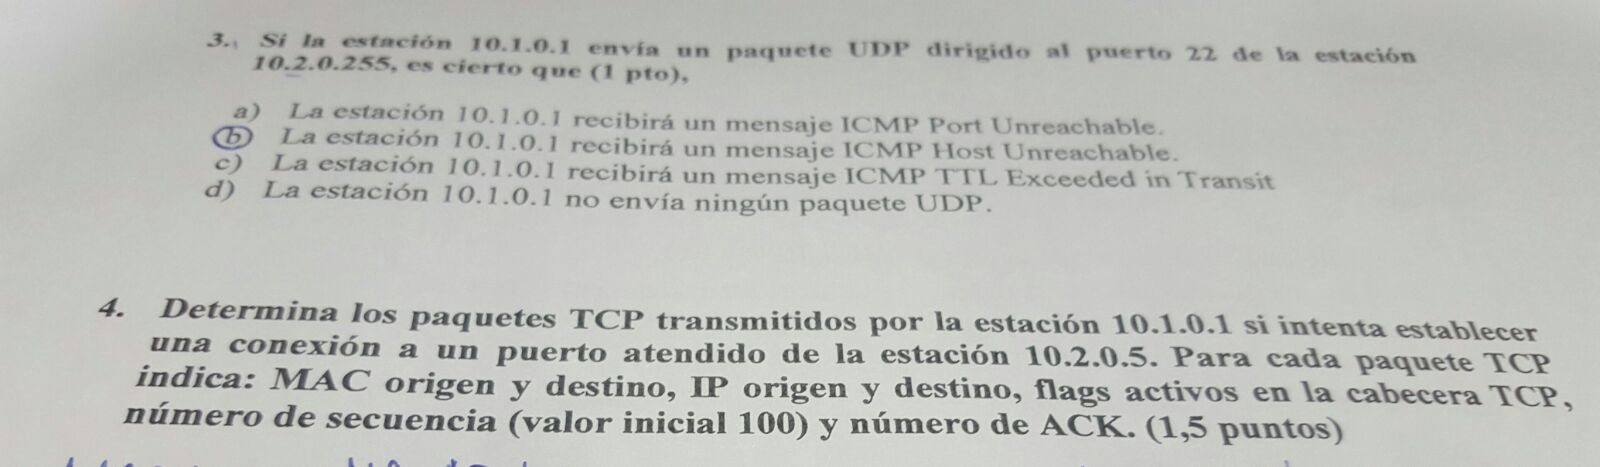 3. Si la estación 10.1.0.1 envía un paquete UDP dirigido al puerto 22 de la estación
10.2.0.255, es cierto que (1 pto),
a) La estación 10.1.0.1 recibirá un mensaje ICMP Port Unreachable.
b) La estación 10.1.0.1 recibirá un mensaje ICMP Host Unreachable.
c) La estación 10.1.0.1 recibirá un mensaje ICMP TTL Exceeded in Transit
d) La estación 10.1.0.1 no envía ningún paquete UDP.
4. Determina los paquetes TCP transmitidos por la estación 10.1.0.1 si intenta establecer
una conexión a un puerto atendido de la estación 10.2.0.5. Para cada paquete TCP
indica: MAC origen y destino, IP origen y destino, flags activos en la cabecera TCP,
número de secuencia (valor inicial 100) y número de ACK. (1,5 puntos)